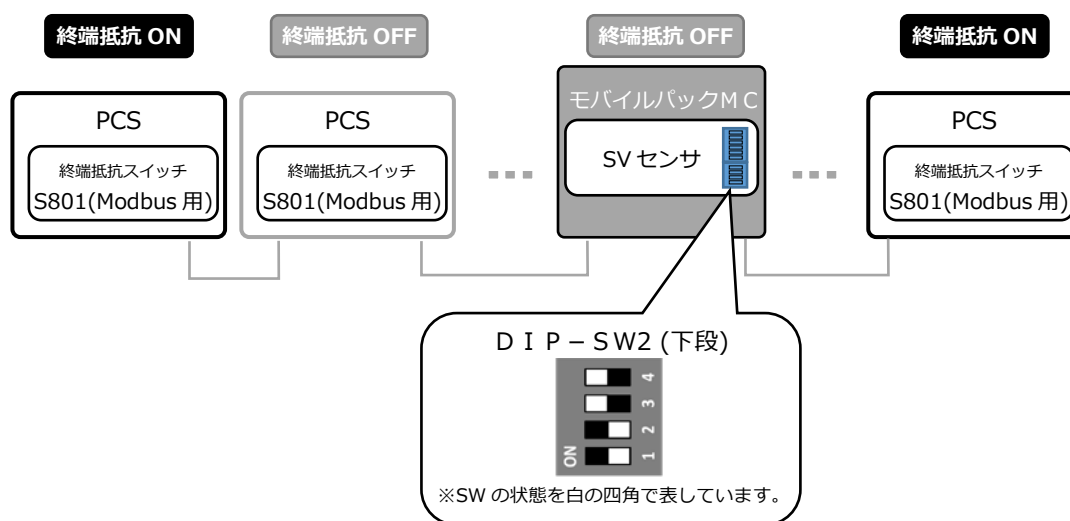 終端抵抗 ON
終端抵抗 OFF
終端抵抗 OFF
終端抵抗 ON
PCS
終端抵抗スイッチ
S801(Modbus 用)
PCS
終端抵抗スイッチ
S801(Modbus 用)
モバイルパックＭＣ
SV センサ
PCS
終端抵抗スイッチ
S801(Modbus 用)
ＤＩＰ－ＳＷ2 (下段)
4
3
2
1
ON
※SW の状態を白の四角で表しています。